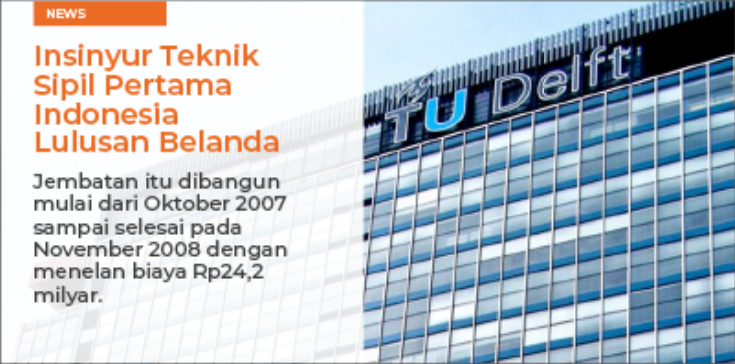 NEWS
Insinyur Teknik
Sipil Pertama
Indonesia
Lulusan Belanda
Jembatan itu dibangun
mulai dari Oktober 2007
sampai selesai pada
November 2008 dengan
menelan biaya Rp24,2
milyar.
TU Delft